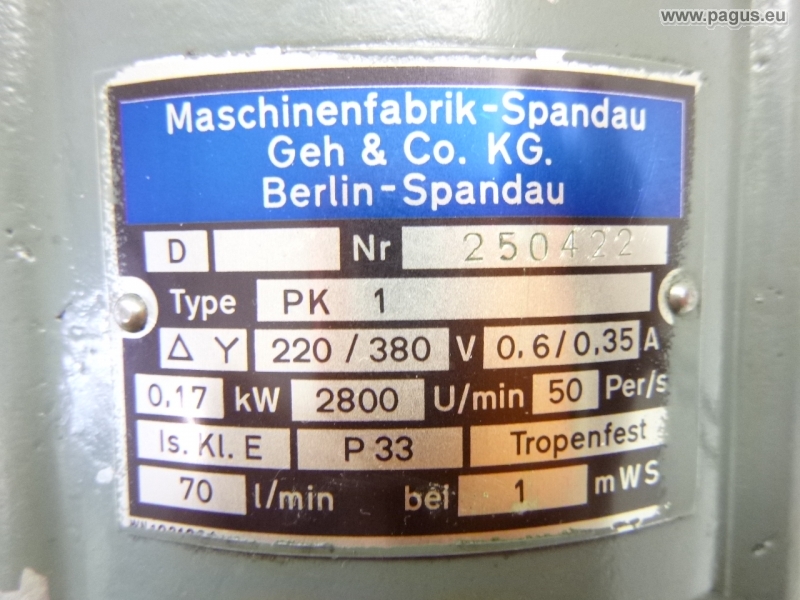 www.pagus.eu
Maschinenfabrik-Spandau
Geh & Co. KG.
Berlin-Spandau
D Nr 250422
Type PK 1
Δ Y 220/380 V 0,6/0,35 A
0,17 kW 2800 U/min 50 Per/s
Is. Kl. E P 33 Tropenfest
70 l/min bei 1 mWS